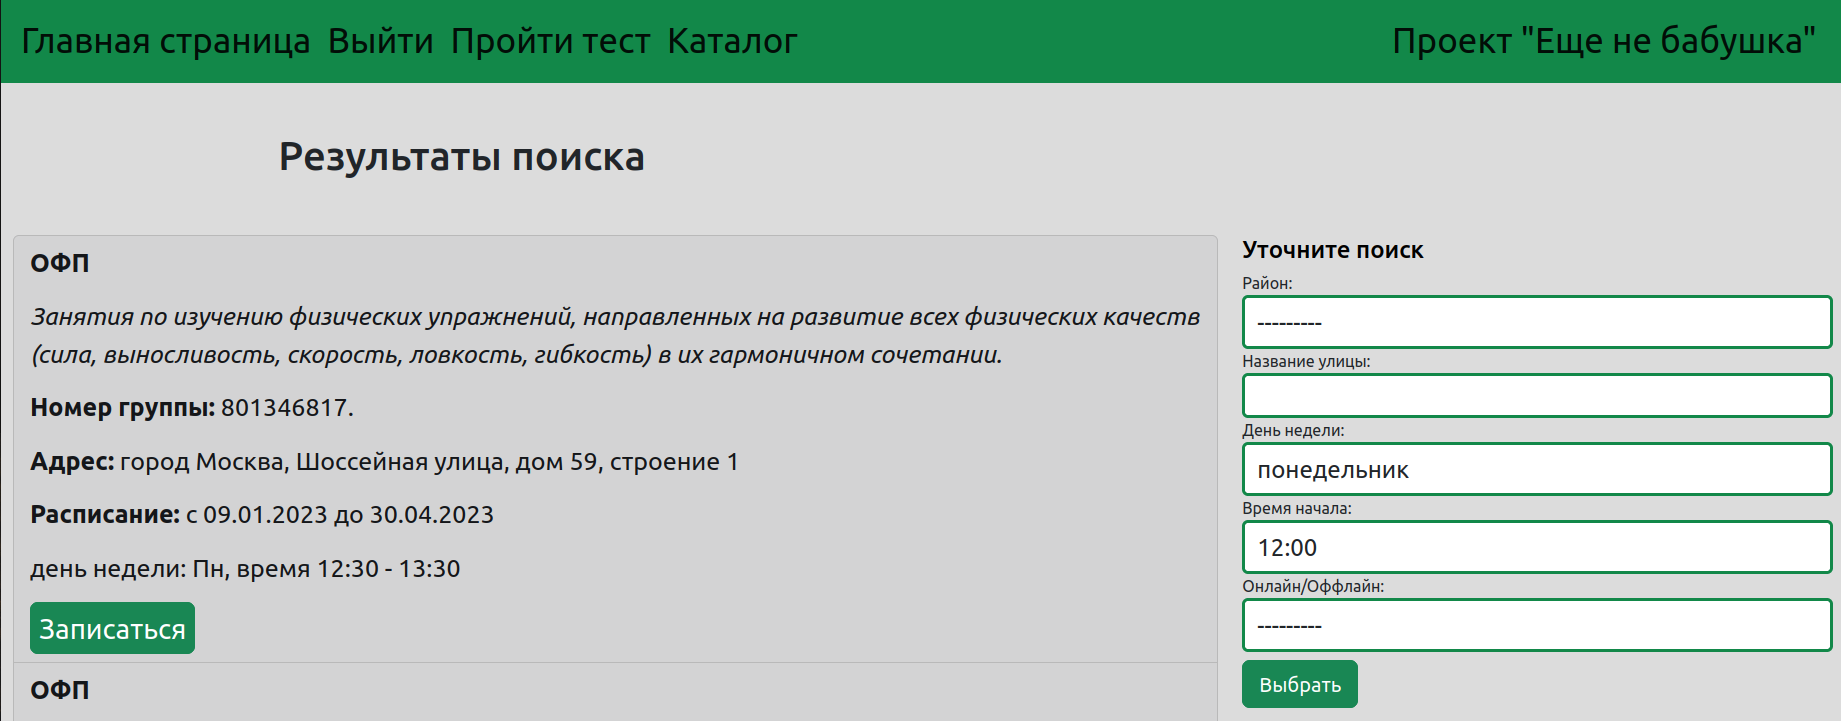 Главная страница Выйти Пройти тест Каталог Проект "Еще не бабушка"
Результаты поиска
ОФП
Занятия по изучению физических упражнений, направленных на развитие всех физических качеств
(сила, выносливость, скорость, ловкость, гибкость) в их гармоничном сочетании.
Номер группы: 801346817.
Адрес: город Москва, Шоссейная улица, дом 59, строение 1
Расписание: с 09.01.2023 до 30.04.2023
день недели: Пн, время 12:30 - 13:30
Записаться
ОФП
Уточните поиск
Район:
---------
Название улицы:
День недели:
понедельник
Время начала:
12:00
Онлайн/Оффлайн:
---------
Выбрать